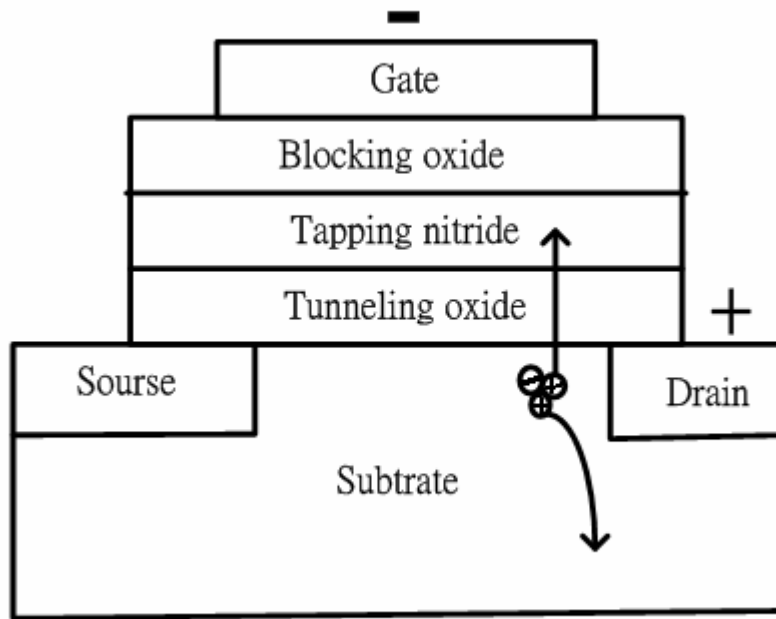 -
Gate
Blocking oxide
Tapping nitride
Tunneling oxide
+
Sourse
Drain
Subtrate